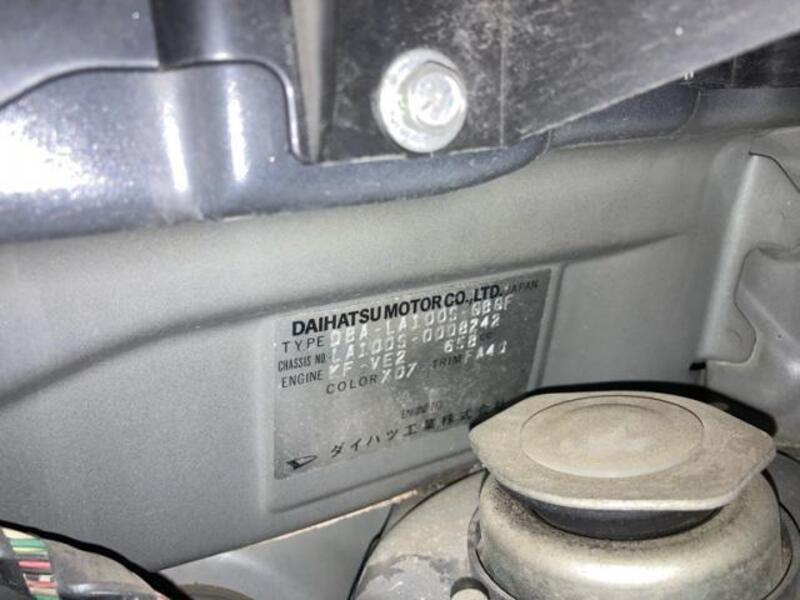 DAIHATSU MOTOR CO.,LTD. JAPAN
TYPE DBA-LA100S-GBGF
CHASSIS NO. LA100S-0008242
ENGINE KF-VE2 658 cc
COLOR X07 TRIM FA40
ダイハツ工業株式会社